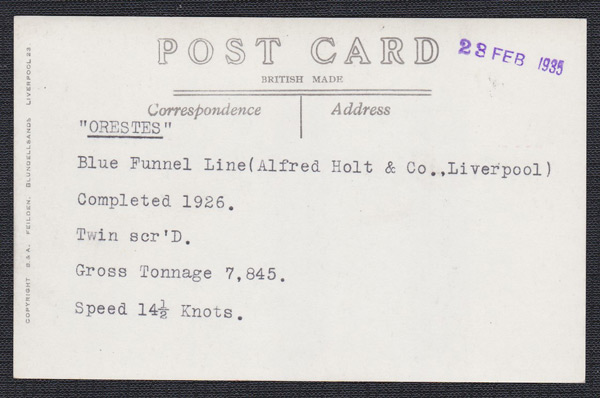 POST CARD
28 FEB 1935
BRITISH MADE
Correspondence
Address
"ORESTES"
Blue Funnel Line(Alfred Holt & Co.,Liverpool)
Completed 1926.
Twin scr'D.
Gross Tonnage 7,845.
Speed 14½ Knots.
COPYRIGHT B.& A. FEILDEN. BLUNDELLSANDS LIVERPOOL 23